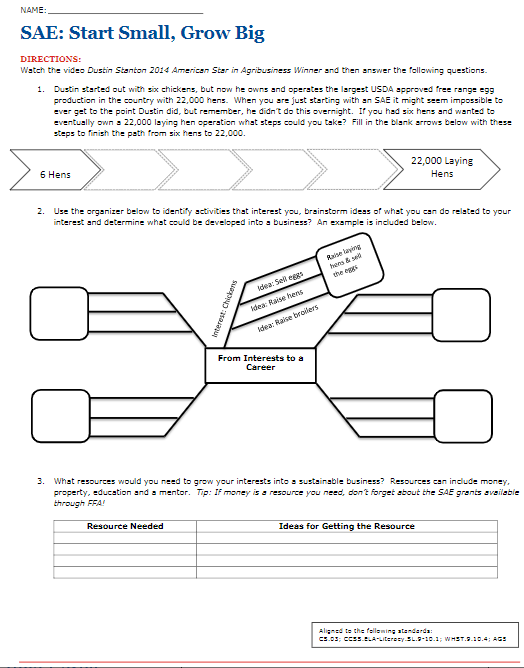 NAME:
SAE: Start Small, Grow Big
DIRECTIONS:
Watch the video Dustin Stanton 2014 American Star in Agribusiness Winner and then answer the following questions.
1. Dustin started out with six chickens, but now he owns and operates the largest USDA approved free range egg
production in the country with 22,000 hens. When you are just starting with an SAE it might seem impossible to
ever get to the point Dustin did, but remember, he didn't do this overnight. If you had six hens and wanted to
eventually own a 22,000 laying hen operation what steps could you take? Fill in the blank arrows below with these
steps to finish the path from six hens to 22,000.
6 Hens
22,000 Laying
Hens
2. Use the organizer below to identify activities that interest you, brainstorm ideas of what you can do related to your
interest and determine what could be developed into a business? An example is included below.
Interest: Chickens
Idea: Sell eggs
Idea: Raise hens
Idea: Raise broilers
Raise laying
hens & sell
the eggs
From Interests to a
Career
3. What resources would you need to grow your interests into a sustainable business? Resources can include money,
property, education and a mentor. Tip: If money is a resource you need, don't forget about the SAE grants available
through FFA!
Resource Needed
Ideas for Getting the Resource
Aligned to the following standards:
CS.03; CCSS.ELA-Literacy.SL.9-10.1; WHST.9.10.4; AGS